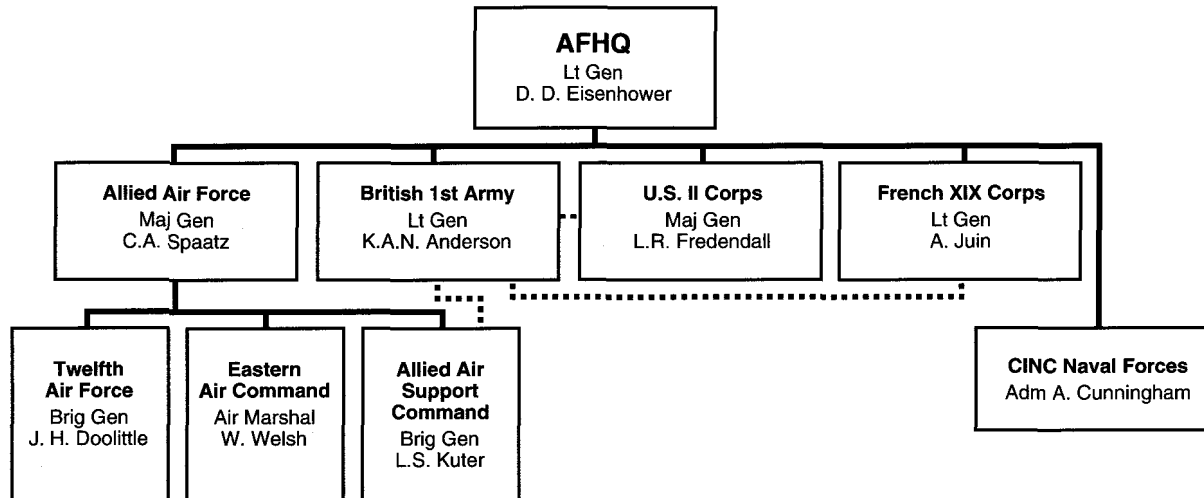 AFHQ
Lt Gen
D. D. Eisenhower
Allied Air Force
Maj Gen
C.A. Spaatz
British 1st Army
Lt Gen
K.A.N. Anderson
U.S. II Corps
Maj Gen
L.R. Fredendall
French XIX Corps
Lt Gen
A. Juin
Twelfth
Air Force
Brig Gen
J. H. Doolittle
Eastern
Air Command
Air Marshal
W. Welsh
Allied Air
Support
Command
Brig Gen
L.S. Kuter
CINC Naval Forces
Adm A. Cunningham